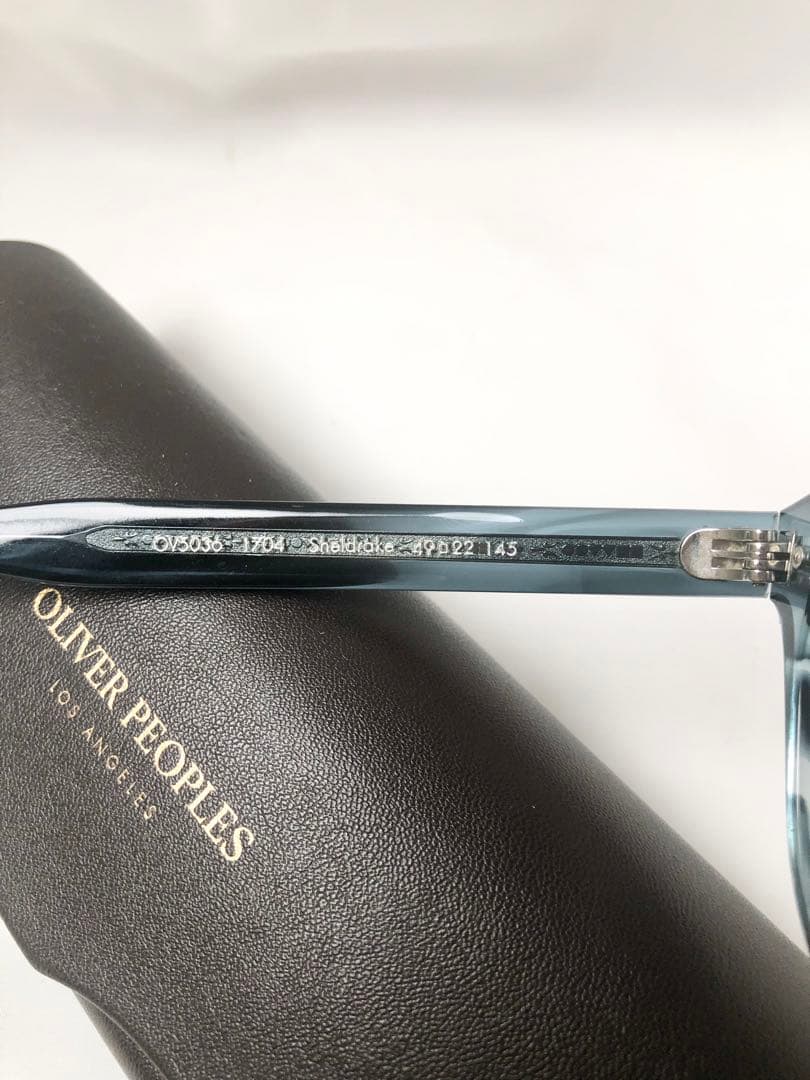 OV5036 1704 Sheldrake 49□22 145
OLIVER PEOPLES
LOS ANGELES